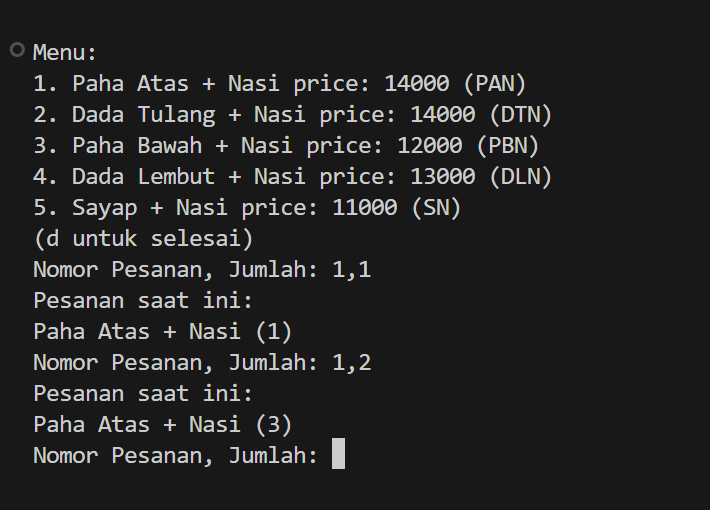 Menu:
1. Paha Atas + Nasi price: 14000 (PAN)
2. Dada Tulang + Nasi price: 14000 (DTN)
3. Paha Bawah + Nasi price: 12000 (PBN)
4. Dada Lembut + Nasi price: 13000 (DLN)
5. Sayap + Nasi price: 11000 (SN)
(d untuk selesai)
Nomor Pesanan, Jumlah: 1,1
Pesanan saat ini:
Paha Atas + Nasi (1)
Nomor Pesanan, Jumlah: 1,2
Pesanan saat ini:
Paha Atas + Nasi (3)
Nomor Pesanan, Jumlah: